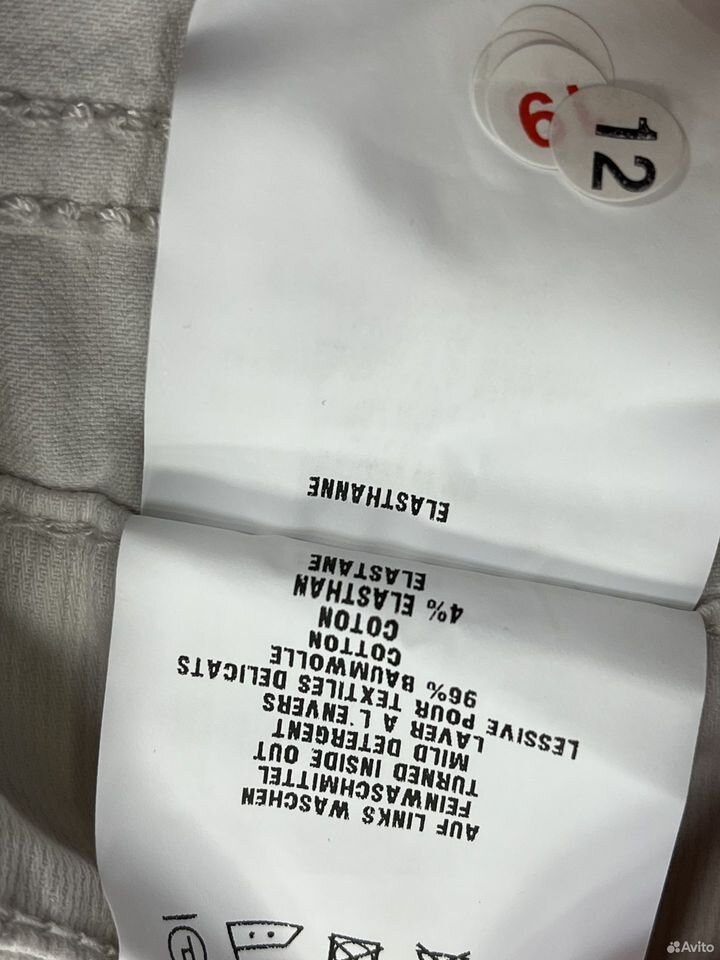 AUF LINKS WASCHEN
FEINWASCHMITTEL
TURNED INSIDE OUT
MILD DETERGENT
LAVER A L'ENVERS
LESSIVE POUR TEXTILES DELICATS
96% BAUMWOLLE
COTTON
COTON
4% ELASTHAN
ELASTANE
ELASTHANNE
12
Avito